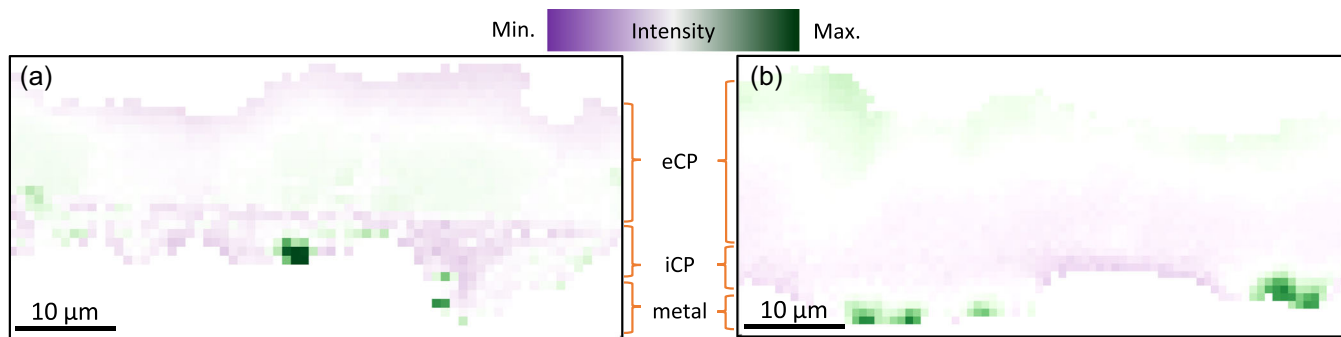 Min. Intensity Max.
(a)
(b)
eCP
iCP
metal
10 µm
10 µm